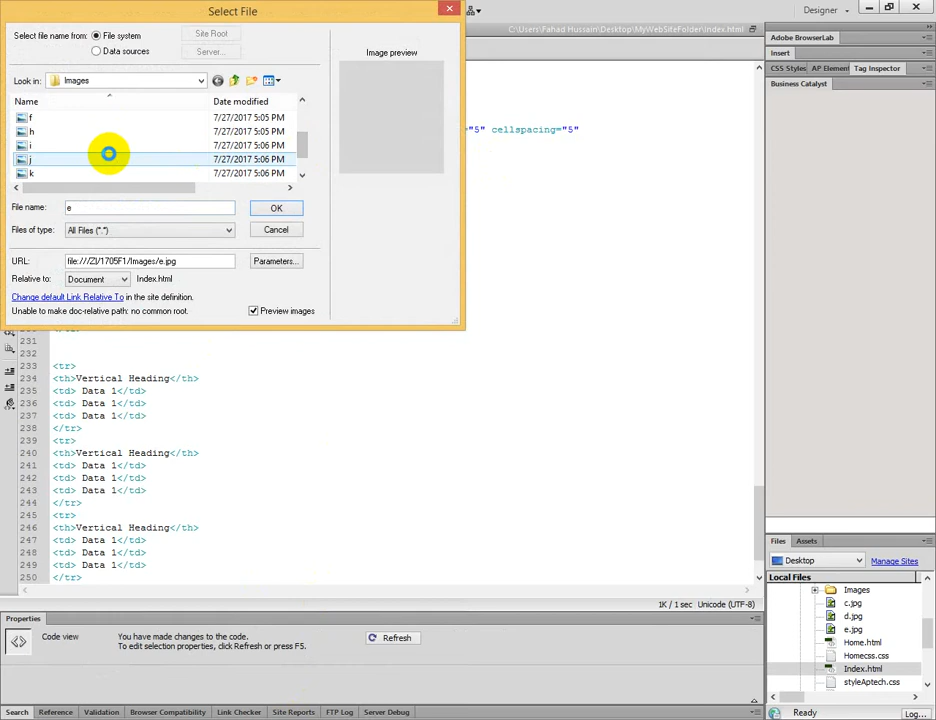 Select File
Designer
Select file name from:
File system
Site Root
Data sources
Server...
C:\Users\Fahad Hussain\Desktop\MyWebSiteFolder\Index.html
Adobe BrowserLab
Insert
CSS Styles
AP Element
Tag Inspector
Business Catalyst
Image preview
Look in:
Images
Name
Date modified
f
7/27/2017 5:05 PM
h
7/27/2017 5:05 PM
i
7/27/2017 5:06 PM
j
7/27/2017 5:06 PM
k
7/27/2017 5:06 PM
="5" cellspacing="5"
File name:
e
OK
Files of type:
All Files (*.*)
Cancel
URL:
file:///Z|/1705F1/Images/e.jpg
Parameters...
Relative to:
Document
Index.html
Change default Link Relative To in the site definition.
Unable to make doc-relative path: no common root.
Preview images
231
232
233 <tr>
234 <th>Vertical Heading</th>
235 <td> Data 1</td>
236 <td> Data 1</td>
237 <td> Data 1</td>
238 </tr>
239 <tr>
240 <th>Vertical Heading</th>
241 <td> Data 1</td>
242 <td> Data 1</td>
243 <td> Data 1</td>
244 </tr>
245 <tr>
246 <th>Vertical Heading</th>
247 <td> Data 1</td>
248 <td> Data 1</td>
249 <td> Data 1</td>
250 </tr>
1K / 1 sec Unicode (UTF-8)
Files
Assets
Desktop
Manage Sites
Local Files
Images
c.jpg
d.jpg
e.jpg
Home.html
Homecss.css
Index.html
styleAptech.css
Ready
Log...
Properties
Code view
You have made changes to the code.
To edit selection properties, click Refresh or press F5.
Refresh
Search
Reference
Validation
Browser Compatibility
Link Checker
Site Reports
FTP Log
Server Debug